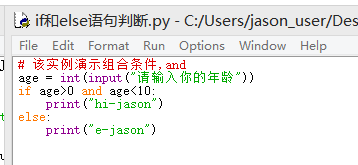 if和else语句判断.py - C:/Users/jason_user/Des
File Edit Format Run Options Window Help
# 该实例演示组合条件,and
age = int(input("请输入你的年龄"))
if age>0 and age<10:
    print("hi-jason")
else:
    print("e-jason")